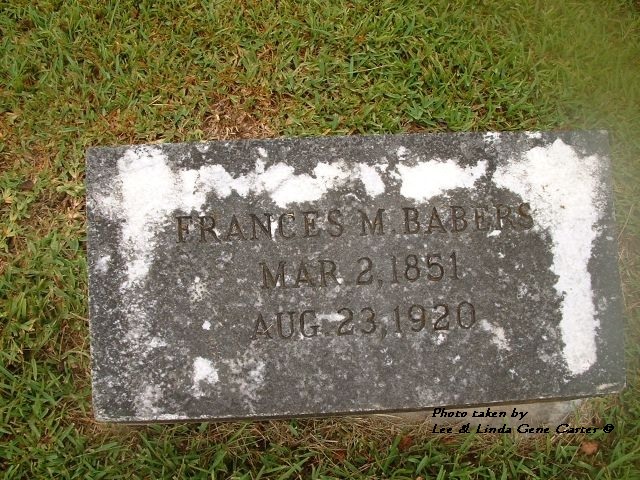 FRANCES M. BABERS
MAR. 2, 1851
AUG. 23, 1920
Photo taken by
Lee & Linda Gene Carter ©